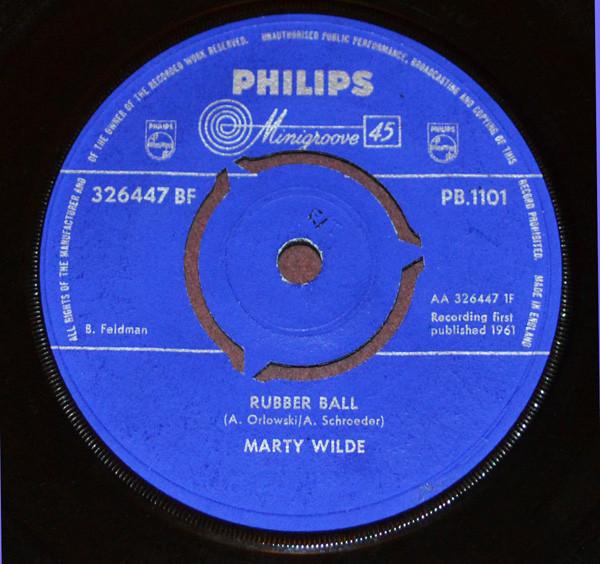 ALL RIGHTS OF THE MANUFACTURER AND OF THE OWNER OF THE RECORDED WORK RESERVED. UNAUTHORISED PUBLIC PERFORMANCE, BROADCASTING AND COPYING OF THIS RECORD PROHIBITED. MADE IN ENGLAND
PHILIPS
Minigroove 45
PHILIPS
PHILIPS
326447 BF
PB.1101
AA 326447 1F
Recording first
published 1961
B. Feldman
RUBBER BALL
(A. Orlowski/A. Schroeder)
MARTY WILDE